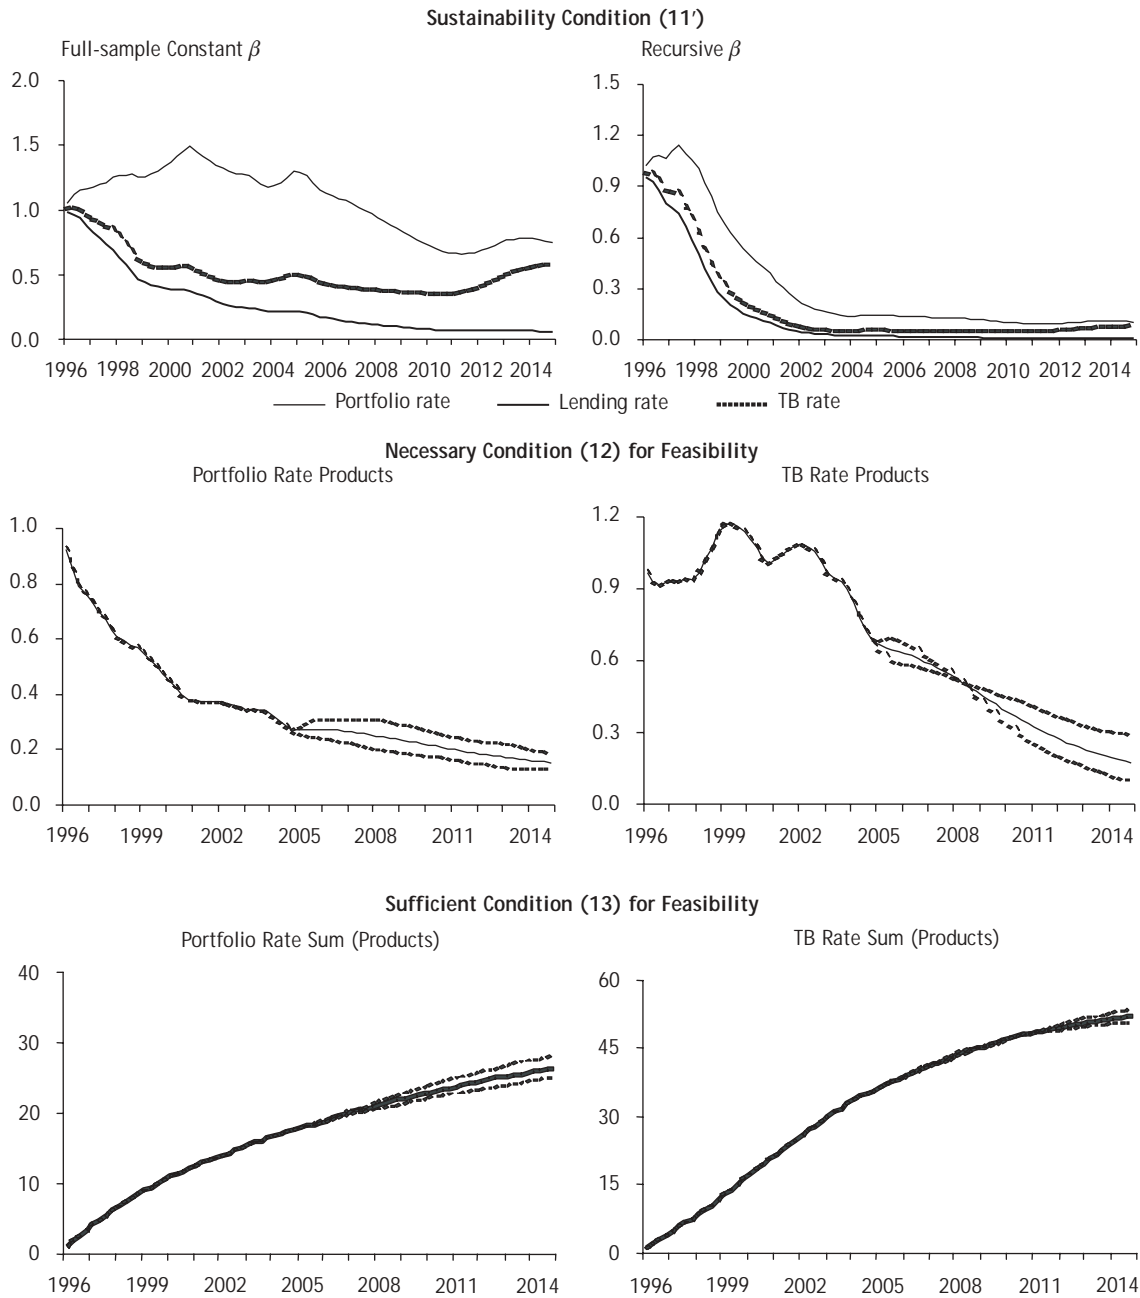 Sustainability Condition (11′)
Full-sample Constant β
Recursive β
2.0
1.5
1.0
0.5
0.0
1996 1998 2000 2002 2004 2006 2008 2010 2012 2014
1.5
1.2
0.9
0.6
0.3
0.0
1996 1998 2000 2002 2004 2006 2008 2010 2012 2014
Portfolio rate Lending rate TB rate
Necessary Condition (12) for Feasibility
Portfolio Rate Products
TB Rate Products
1.0
0.8
0.6
0.4
0.2
0.0
1996 1999 2002 2005 2008 2011 2014
1.2
0.9
0.6
0.3
0.0
1996 1999 2002 2005 2008 2011 2014
Sufficient Condition (13) for Feasibility
Portfolio Rate Sum (Products)
TB Rate Sum (Products)
40
30
20
10
0
1996 1999 2002 2005 2008 2011 2014
60
45
30
15
0
1996 1999 2002 2005 2008 2011 2014